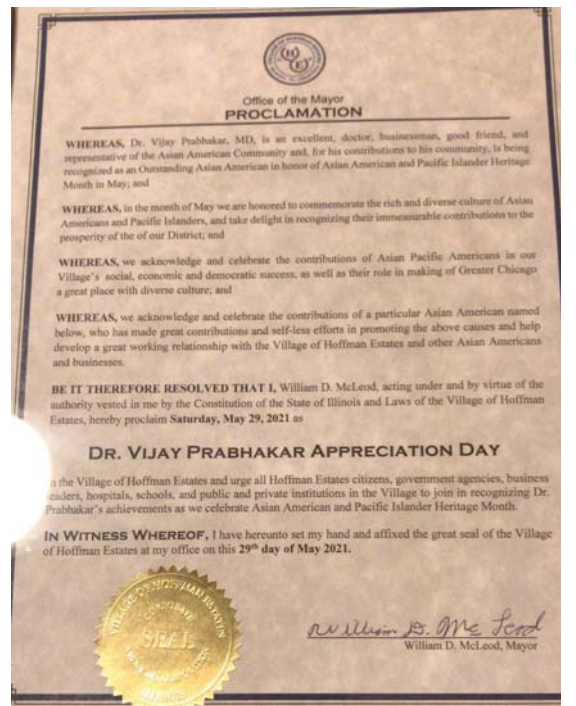 HE
Office of the Mayor
PROCLAMATION
WHEREAS, Dr. Vijay Prabhakar, MD, is an excellent, doctor, businessman, good friend, and
representative of the Asian American Community and, for his contributions to his community, is being
recognized as an Outstanding Asian American in honor of Asian American and Pacific Islander Heritage
Month in May; and
WHEREAS, in the month of May we are honored to commemorate the rich and diverse culture of Asian
Americans and Pacific Islanders, and take delight in recognizing their immeasurable contributions to the
prosperity of the of our District; and
WHEREAS, we acknowledge and celebrate the contributions of Asian Pacific Americans in our
Village's social, economic and democratic success, as well as their role in making of Greater Chicago
a great place with diverse culture; and
WHEREAS, we acknowledge and celebrate the contributions of a particular Asian American named
below, who has made great contributions and self-less efforts in promoting the above causes and help
develop a great working relationship with the Village of Hoffman Estates and other Asian Americans
and businesses.
BE IT THEREFORE RESOLVED THAT I, William D. McLeod, acting under and by virtue of the
authority vested in me by the Constitution of the State of Illinois and Laws of the Village of Hoffman
Estates, hereby proclaim Saturday, May 29, 2021 as
DR. VIJAY PRABHAKAR APPRECIATION DAY
the Village of Hoffman Estates and urge all Hoffman Estates citizens, government agencies, business
leaders, hospitals, schools, and public and private institutions in the Village to join in recognizing Dr.
Prabhakar's achievements as we celebrate Asian American and Pacific Islander Heritage Month.
IN WITNESS WHEREOF, I have hereunto set my hand and affixed the great seal of the Village
of Hoffman Estates at my office on this 29th day of May 2021.
VILLAGE OF HOFFMAN ESTATES
CORPORATE
SEAL
ILLINOIS
William D. McLeod
William D. McLeod, Mayor